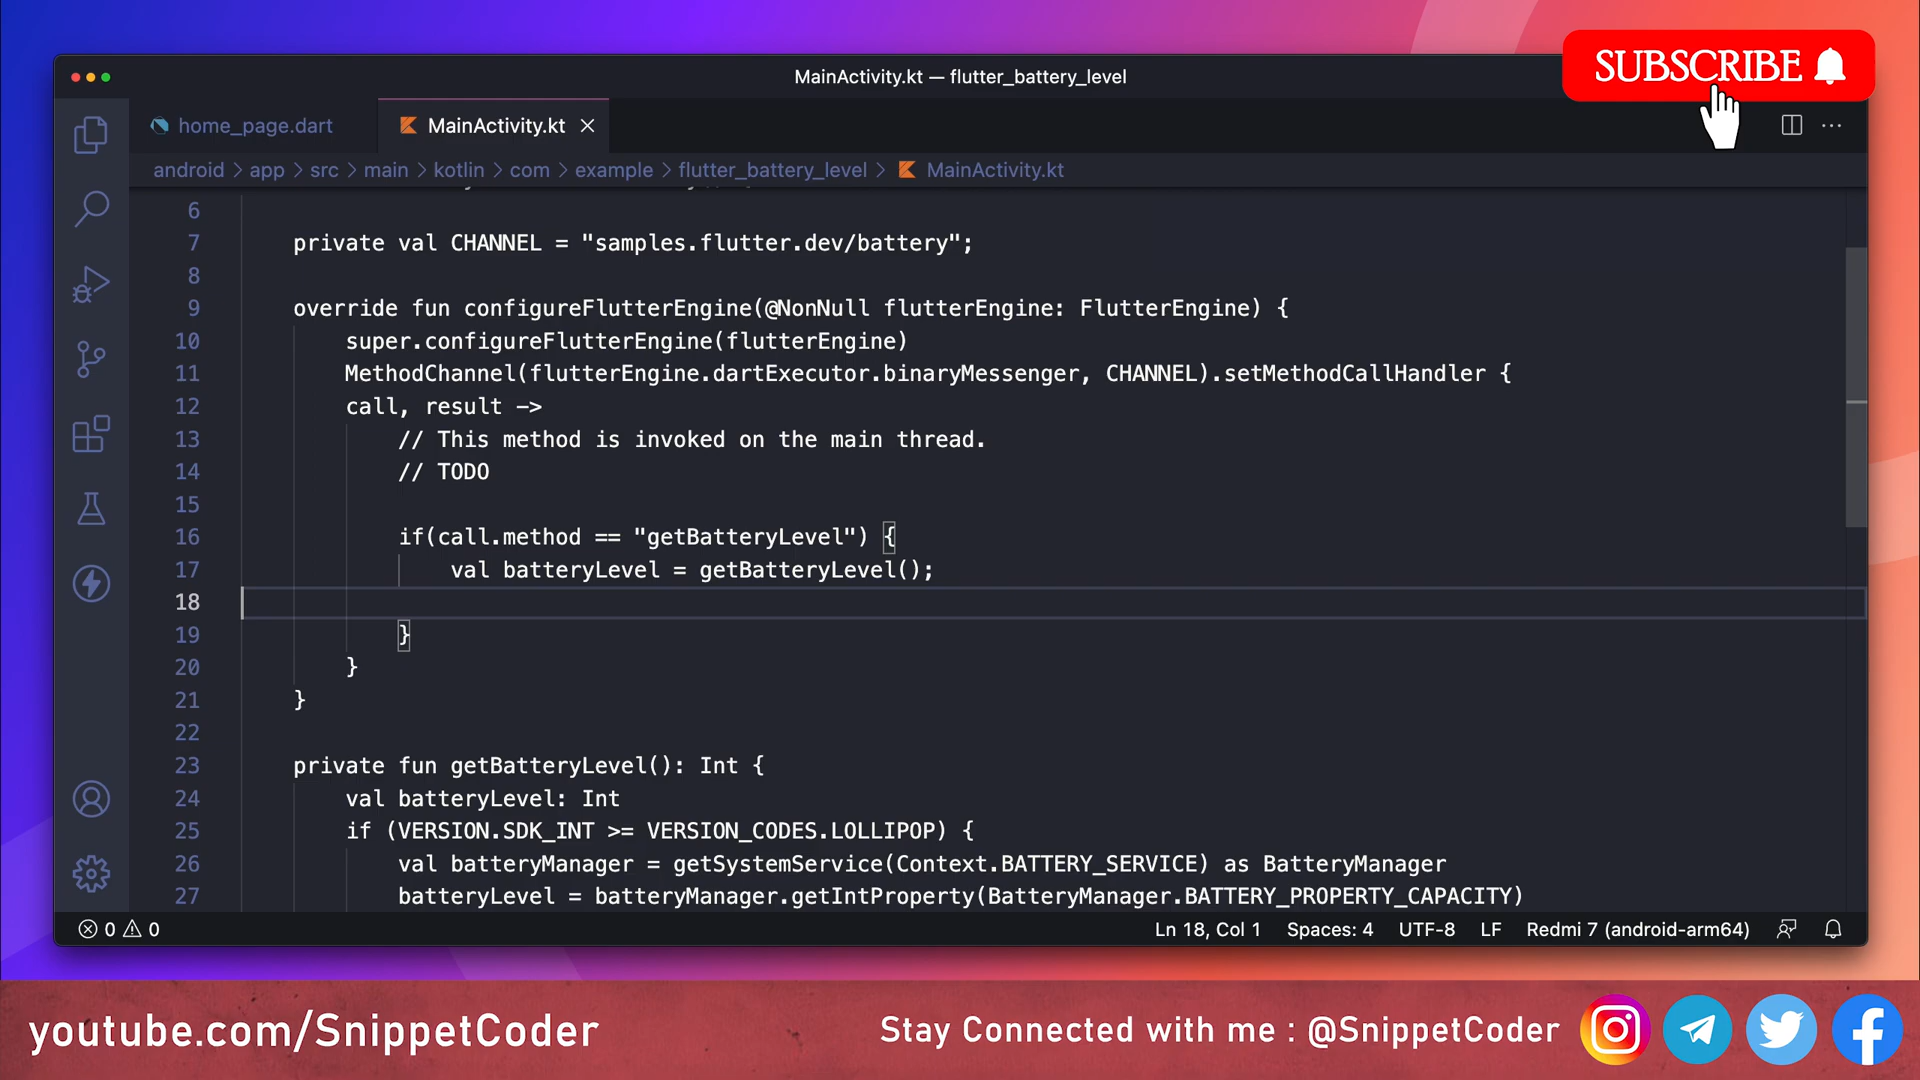 SUBSCRIBE
MainActivity.kt — flutter_battery_level
home_page.dart
MainActivity.kt
android > app > src > main > kotlin > com > example > flutter_battery_level > MainActivity.kt
6
7 private val CHANNEL = "samples.flutter.dev/battery";
8
9 override fun configureFlutterEngine(@NonNull flutterEngine: FlutterEngine) {
10 super.configureFlutterEngine(flutterEngine)
11 MethodChannel(flutterEngine.dartExecutor.binaryMessenger, CHANNEL).setMethodCallHandler {
12 call, result ->
13 // This method is invoked on the main thread.
14 // TODO
15
16 if(call.method == "getBatteryLevel") {
17 val batteryLevel = getBatteryLevel();
18
19 }
20 }
21 }
22
23 private fun getBatteryLevel(): Int {
24 val batteryLevel: Int
25 if (VERSION.SDK_INT >= VERSION_CODES.LOLLIPOP) {
26 val batteryManager = getSystemService(Context.BATTERY_SERVICE) as BatteryManager
27 batteryLevel = batteryManager.getIntProperty(BatteryManager.BATTERY_PROPERTY_CAPACITY)
0 0 Ln 18, Col 1 Spaces: 4 UTF-8 LF Redmi 7 (android-arm64)
youtube.com/SnippetCoder
Stay Connected with me : @SnippetCoder